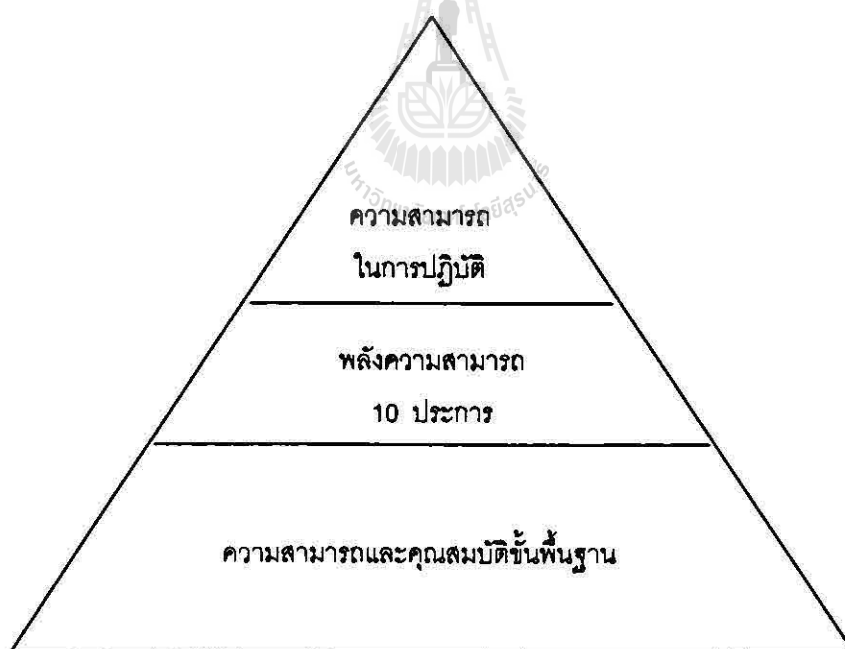 ความสามารถ
ในการปฏิบัติ
พลังความสามารถ
10 ประการ
ความสามารถและคุณสมบัติขั้นพื้นฐาน